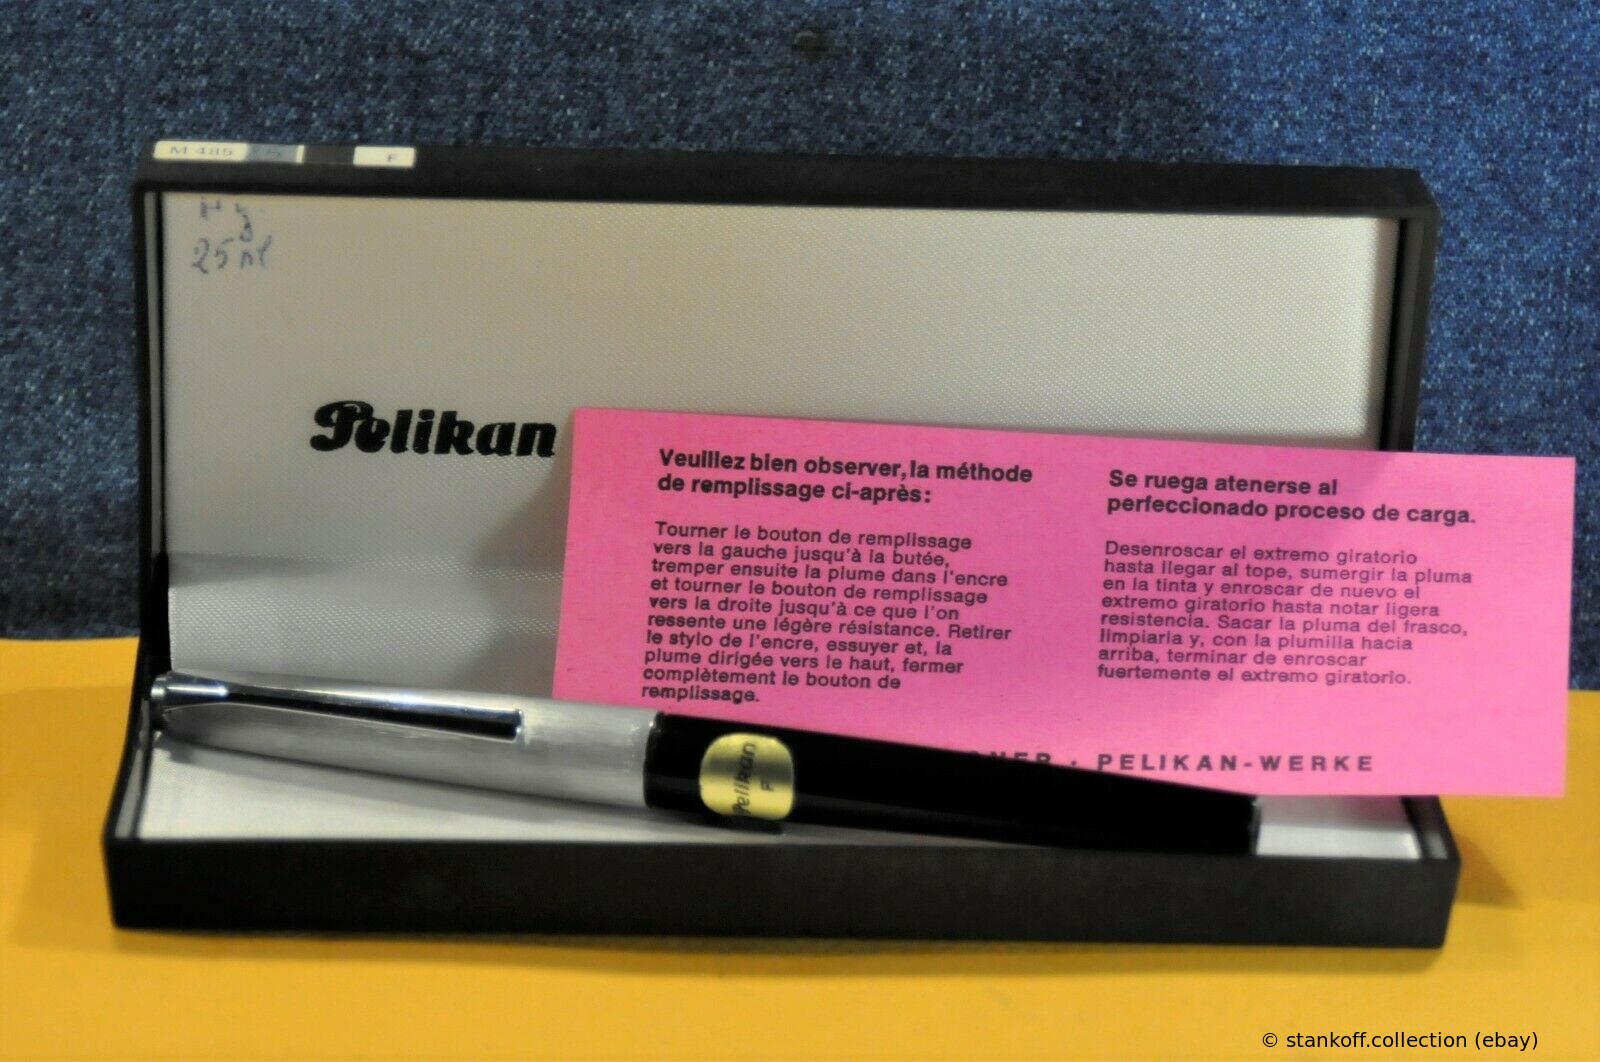 M 485
F
25 ml
Pelikan
Veuillez bien observer, la méthode
de remplissage ci-après:
Tourner le bouton de remplissage
vers la gauche jusqu'à la butée,
tremper ensuite la plume dans l'encre
et tourner le bouton de remplissage
vers la droite jusqu'à ce que l'on
ressente une légère résistance. Retirer
le stylo de l'encre, essuyer et, la
plume dirigée vers le haut, fermer
complètement le bouton de
remplissage.
Se ruega atenerse al
perfeccionado proceso de carga.
Desenroscar el extremo giratorio
hasta llegar al tope, sumergir la pluma
en la tinta y enroscar de nuevo el
extremo giratorio hasta notar ligera
resistencia. Sacar la pluma del frasco,
limpiarla y, con la plumilla hacia
arriba, terminar de enroscar
fuertemente el extremo giratorio.
GNER · PELIKAN-WERKE
Pelikan
F
© stankoff.collection (ebay)